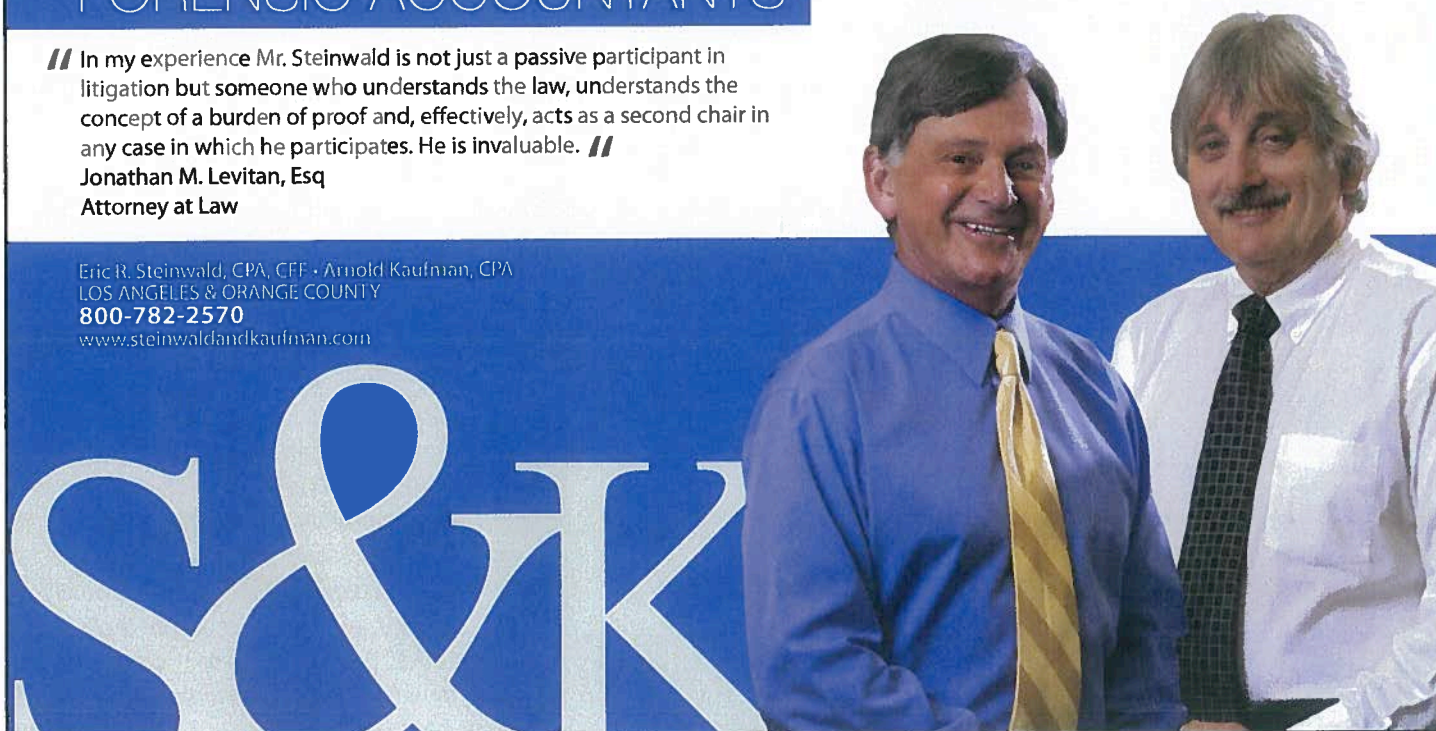 FORENSIC ACCOUNTANTS
// In my experience Mr. Steinwald is not just a passive participant in
litigation but someone who understands the law, understands the
concept of a burden of proof and, effectively, acts as a second chair in
any case in which he participates. He is invaluable. //
Jonathan M. Levitan, Esq
Attorney at Law
Eric R. Steinwald, CPA, CFF • Arnold Kaufman, CPA
LOS ANGELES & ORANGE COUNTY
800-782-2570
www.steinwaldandkaufman.com
S&K